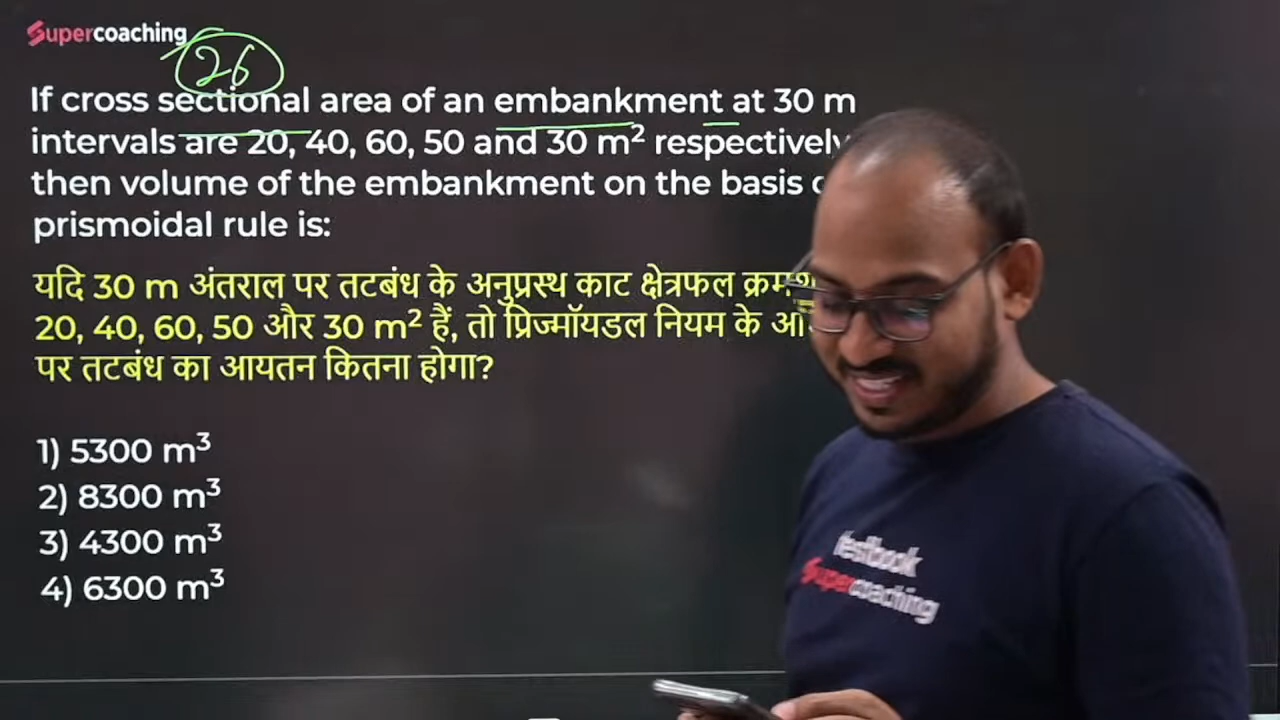 Supercoaching
26
If cross sectional area of an embankment at 30 m
intervals are 20, 40, 60, 50 and 30 m² respectively
then volume of the embankment on the basis
prismoidal rule is:
यदि 30 m अंतराल पर तटबंध के अनुप्रस्थ काट क्षेत्रफल
20, 40, 60, 50 और 30 m² हैं, तो प्रिज्मॉयडल नियम के
पर तटबंध का आयतन कितना होगा?
1) 5300 m³
2) 8300 m³
3) 4300 m³
4) 6300 m³
testbook
Supercoaching